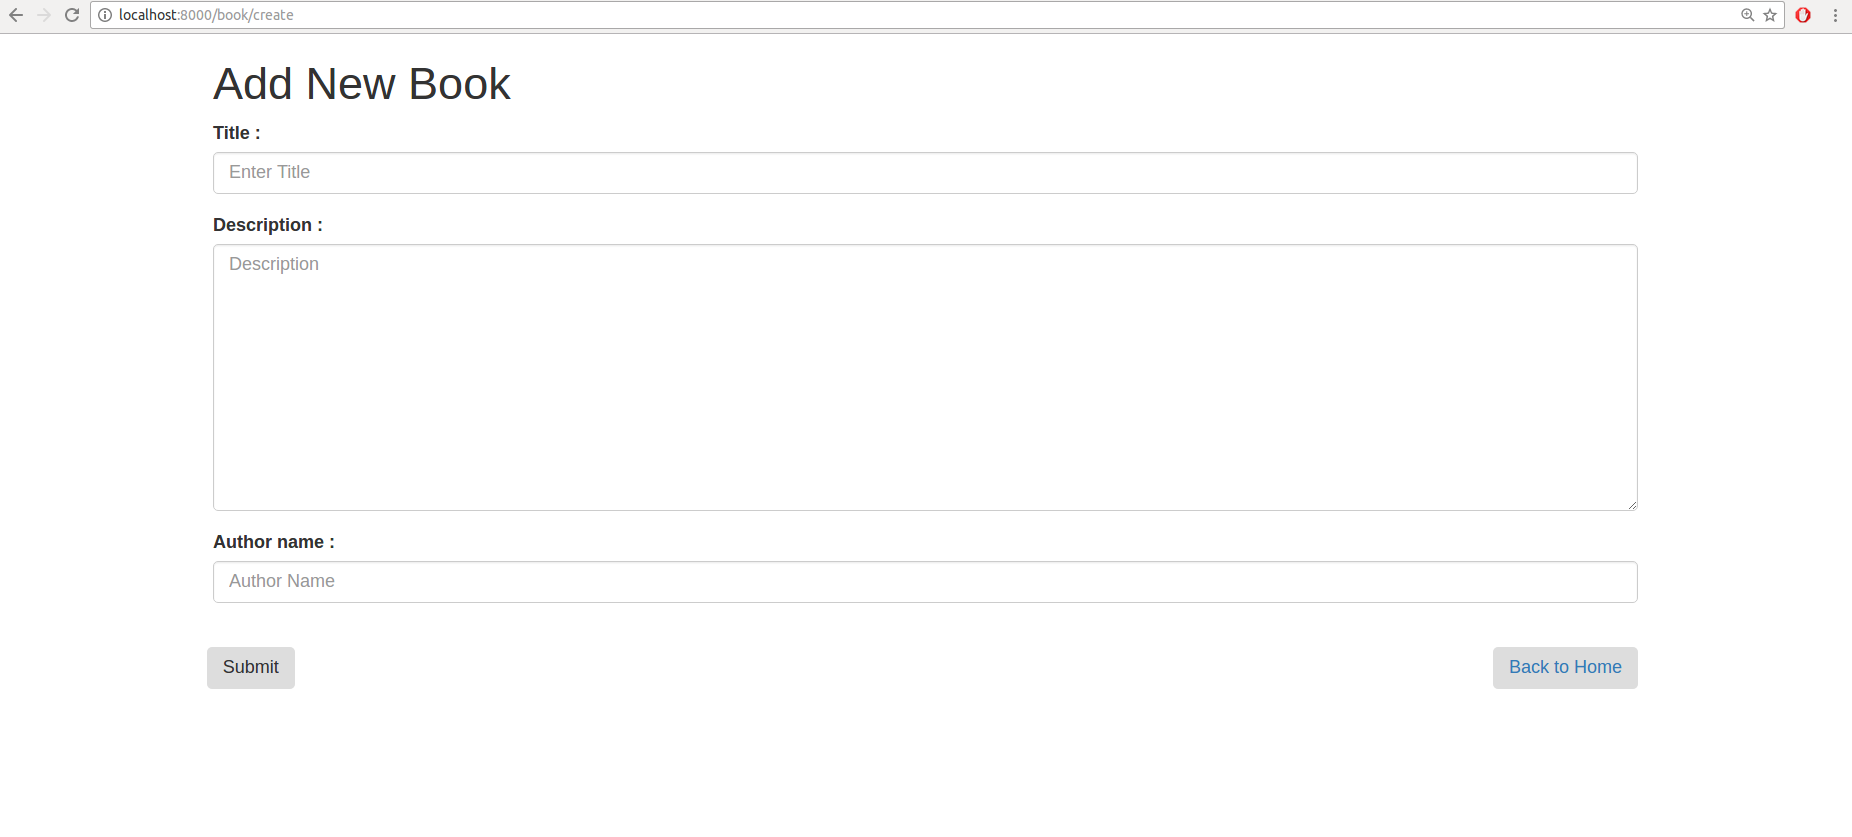 localhost:8000/book/create
Add New Book
Title :
Enter Title
Description :
Description
Author name :
Author Name
Submit
Back to Home